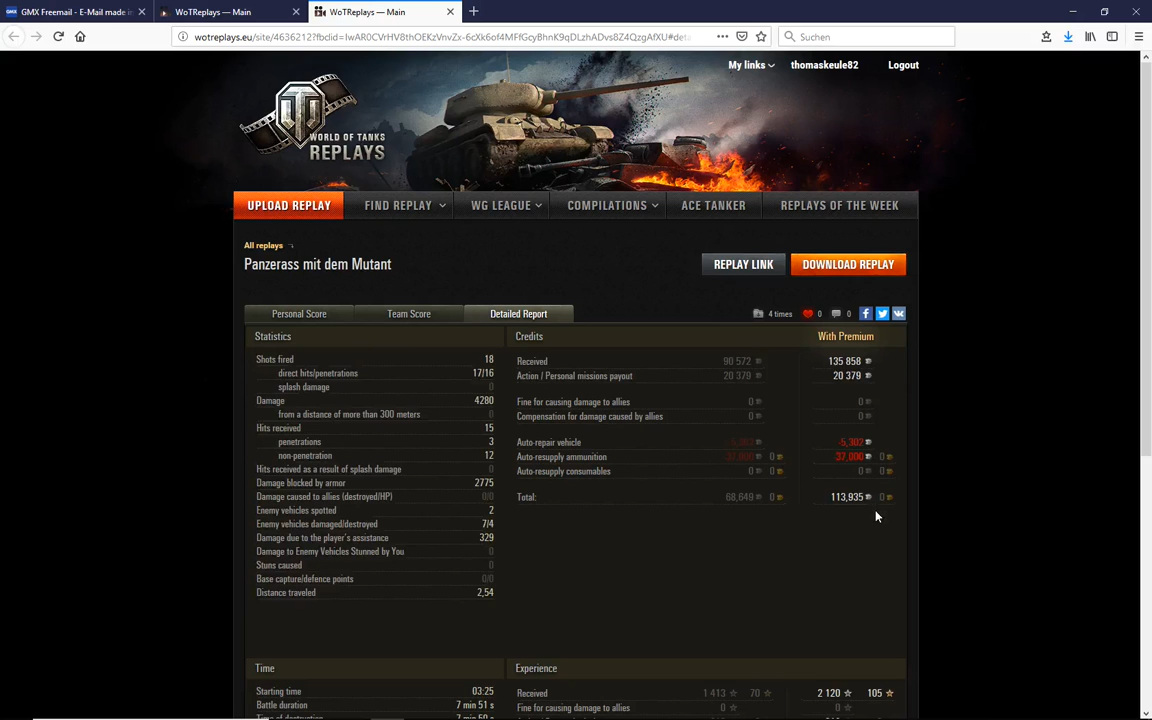 GMX Freemail - E-Mail made in
WoTReplays — Main
WoTReplays — Main
wotreplays.eu/site/4636212?fbclid=IwAR0CVrHV8thOEKzVnvZx-6cXk6of4MFfGcyBhnK9qDLzhADvs8Z4QzgAfXU#deta
Suchen
My links
thomaskeule82
Logout
WORLD OF TANKS
REPLAYS
UPLOAD REPLAY
FIND REPLAY
WG LEAGUE
COMPILATIONS
ACE TANKER
REPLAYS OF THE WEEK
All replays
Panzerass mit dem Mutant
REPLAY LINK
DOWNLOAD REPLAY
Personal Score
Team Score
Detailed Report
4 times
0
0
Statistics
Credits
With Premium
Shots fired 18
direct hits/penetrations 17/16
splash damage 0
Damage 4280
from a distance of more than 300 meters 0
Hits received 15
penetrations 3
non-penetration 12
Hits received as a result of splash damage 0
Damage blocked by armor 2775
Damage caused to allies (destroyed/HP) 0/0
Enemy vehicles spotted 2
Enemy vehicles damaged/destroyed 7/4
Damage due to the player's assistance 329
Damage to Enemy Vehicles Stunned by You 0
Stuns caused 0
Base capture/defence points 0/0
Distance traveled 2,54
Received 90 572 135 858
Action / Personal missions payout 20 379 20 379
Fine for causing damage to allies 0 0
Compensation for damage caused by allies 0 0
Auto-repair vehicle -5,302
Auto-resupply ammunition 0 37,000 0
Auto-resupply consumables 0 0 0 0
Total: 68,649 0 113,935 0
Time
Experience
Starting time 03:25
Battle duration 7 min 51 s
Time of destruction 7 min 50 s
Received 1 413 70 2 120 105
Fine for causing damage to allies 0 0